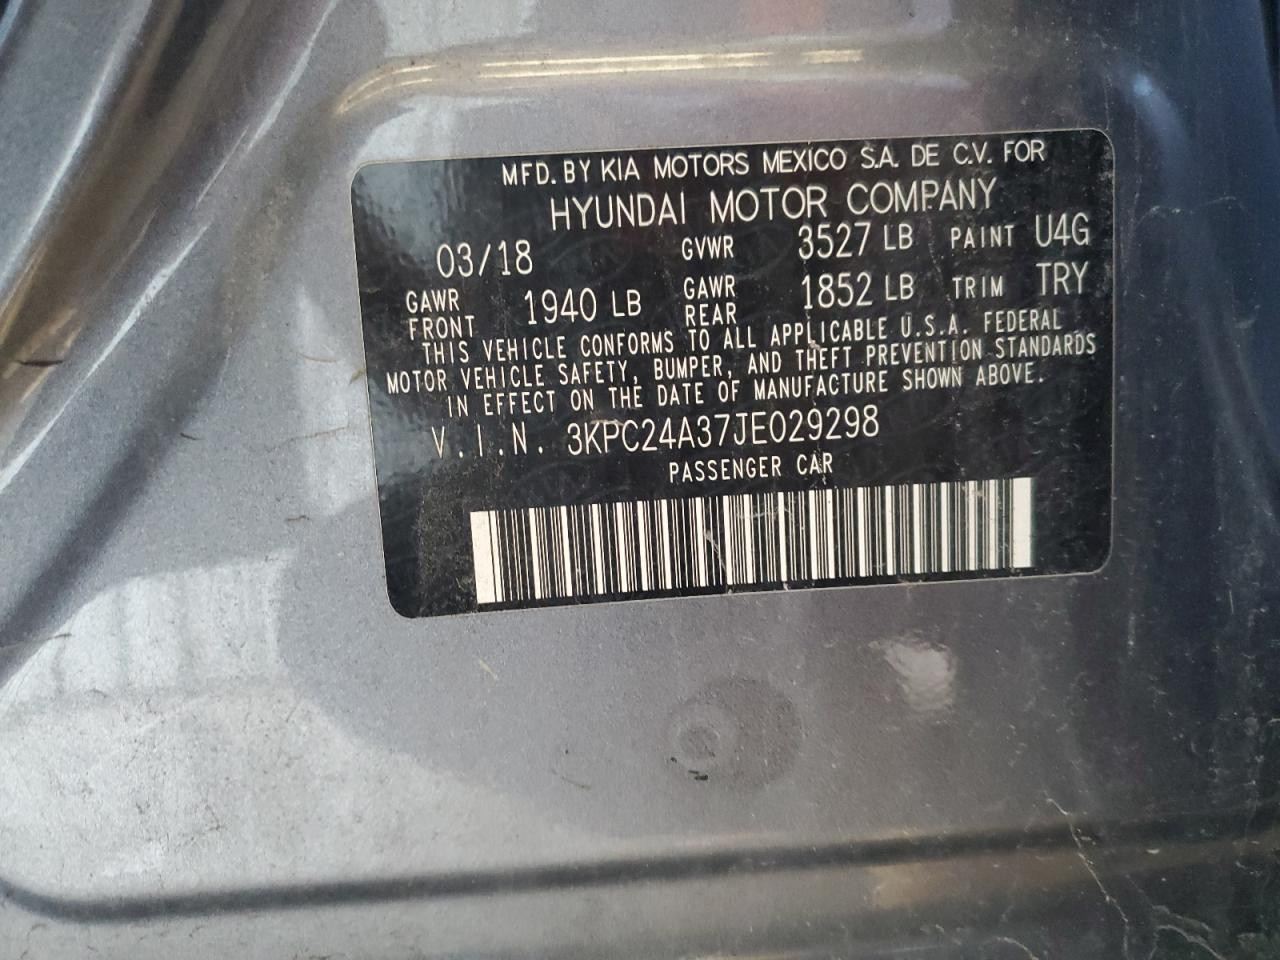 MFD. BY KIA MOTORS MEXICO S.A. DE C.V. FOR
HYUNDAI MOTOR COMPANY
03/18 GVWR 3527 LB PAINT U4G
GAWR FRONT 1940 LB GAWR REAR 1852 LB TRIM TRY
THIS VEHICLE CONFORMS TO ALL APPLICABLE U.S.A. FEDERAL
MOTOR VEHICLE SAFETY, BUMPER, AND THEFT PREVENTION STANDARDS
IN EFFECT ON THE DATE OF MANUFACTURE SHOWN ABOVE.
V.I.N. 3KPC24A37JE029298
PASSENGER CAR